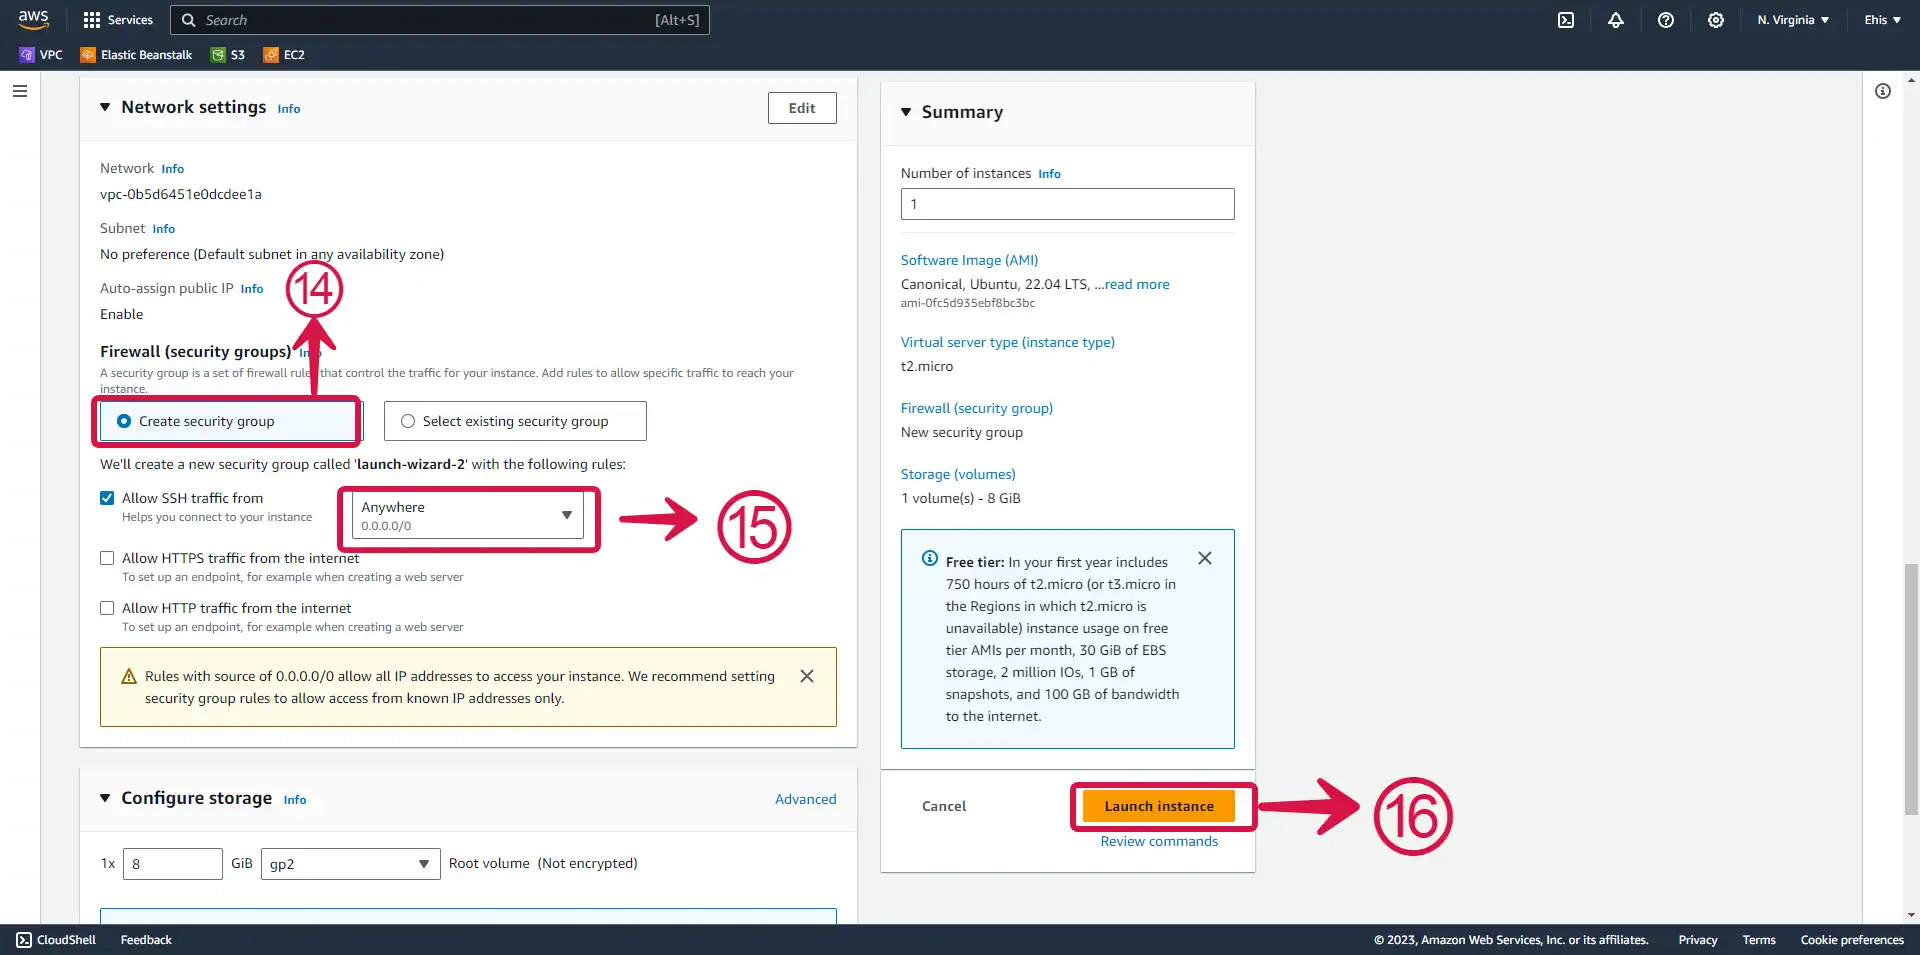 aws
Services
Search
[Alt+S]
N. Virginia
Ehis
VPC
Elastic Beanstalk
S3
EC2
Network settings Info
Edit
Network Info
vpc-0b5d6451e0dcdee1a
Subnet Info
No preference (Default subnet in any availability zone)
Auto-assign public IP Info
14
Enable
Firewall (security groups)
A security group is a set of firewall rules that control the traffic for your instance. Add rules to allow specific traffic to reach your
instance.
Create security group
Select existing security group
We'll create a new security group called 'launch-wizard-2' with the following rules:
Allow SSH traffic from
Helps you connect to your instance
Anywhere
0.0.0.0/0
15
Allow HTTPS traffic from the internet
To set up an endpoint, for example when creating a web server
Allow HTTP traffic from the internet
To set up an endpoint, for example when creating a web server
Rules with source of 0.0.0.0/0 allow all IP addresses to access your instance. We recommend setting
security group rules to allow access from known IP addresses only.
Configure storage Info
Advanced
1x 8 GiB gp2 Root volume (Not encrypted)
Summary
Number of instances Info
1
Software Image (AMI)
Canonical, Ubuntu, 22.04 LTS, ...read more
ami-0fc5d935ebf8bc3bc
Virtual server type (instance type)
t2.micro
Firewall (security group)
New security group
Storage (volumes)
1 volume(s) - 8 GiB
Free tier: In your first year includes
750 hours of t2.micro (or t3.micro in
the Regions in which t2.micro is
unavailable) instance usage on free
tier AMIs per month, 30 GiB of EBS
storage, 2 million IOs, 1 GB of
snapshots, and 100 GB of bandwidth
to the internet.
Cancel
Launch instance
16
Review commands
CloudShell
Feedback
© 2023, Amazon Web Services, Inc. or its affiliates.
Privacy
Terms
Cookie preferences